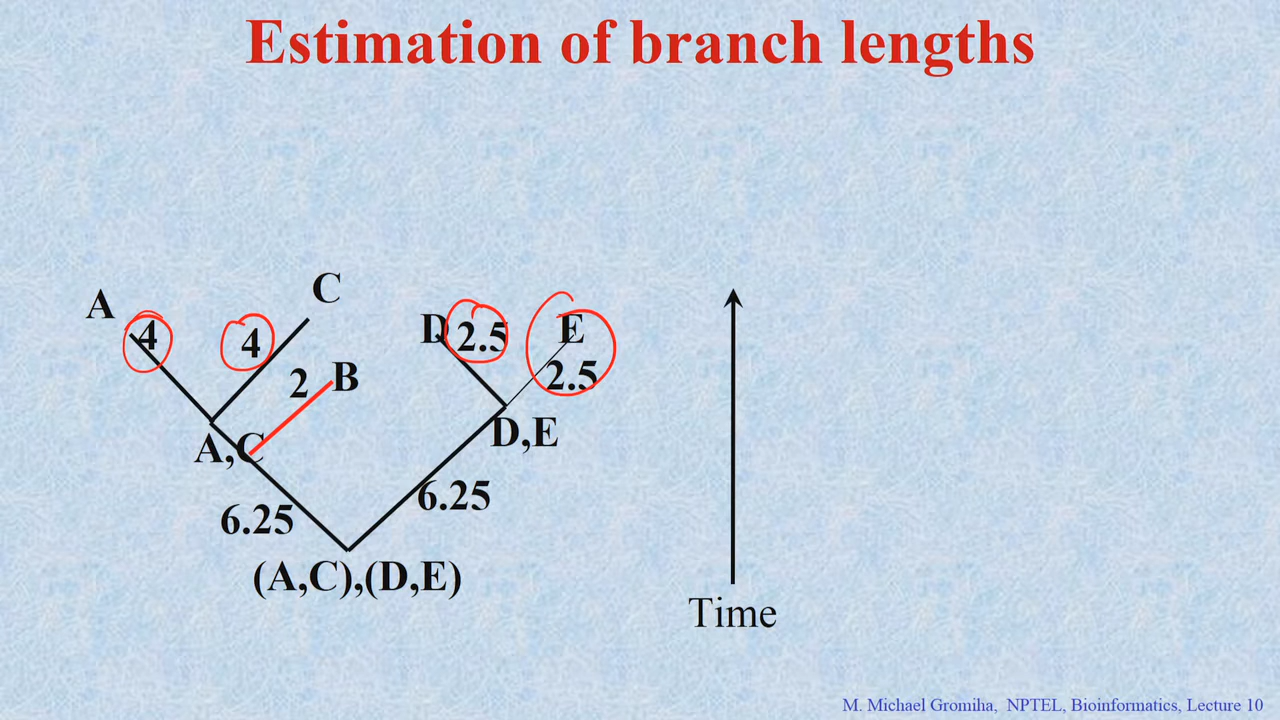 Estimation of branch lengths
A
C
4
4
D
2.5
E
2
B
2.5
A,C
D,E
6.25
6.25
(A,C),(D,E)
Time
M. Michael Gromiha, NPTEL, Bioinformatics, Lecture 10